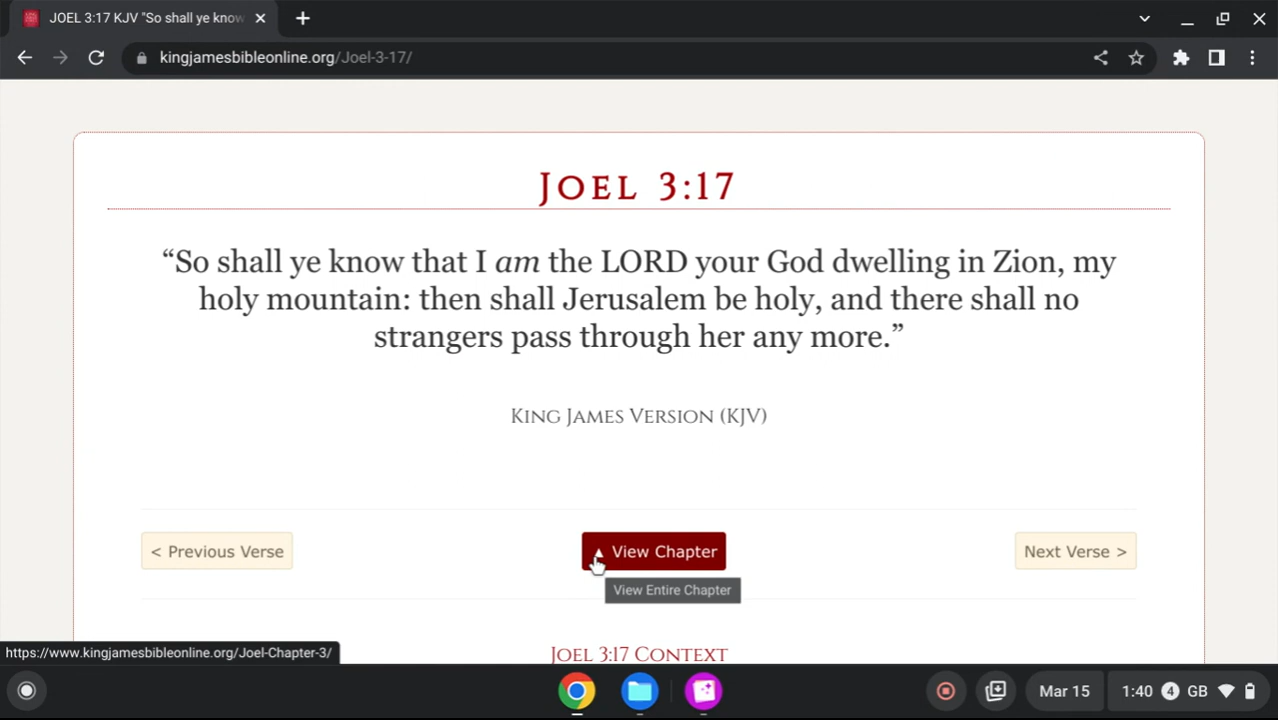 JOEL 3:17 KJV "So shall ye know
kingjamesbibleonline.org/Joel-3-17/
Joel 3:17
“So shall ye know that I am the LORD your God dwelling in Zion, my
holy mountain: then shall Jerusalem be holy, and there shall no
strangers pass through her any more.”
King James Version (KJV)
< Previous Verse
▲ View Chapter
Next Verse >
View Entire Chapter
Joel 3:17 Context
https://www.kingjamesbibleonline.org/Joel-Chapter-3/
Mar 15
1:40 4 GB